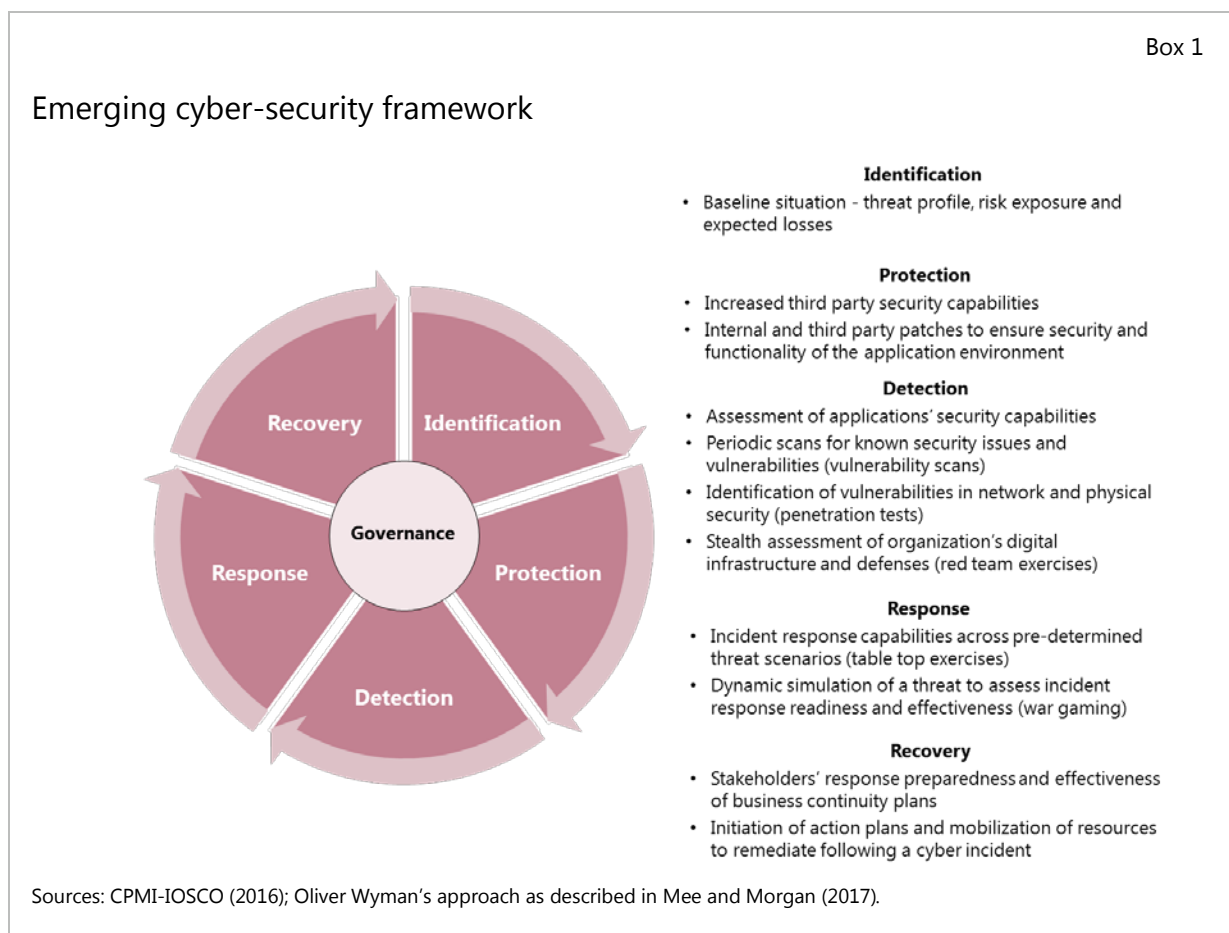 Box 1
Emerging cyber-security framework
Recovery
Identification
Governance
Response
Protection
Detection
Identification
• Baseline situation - threat profile, risk exposure and
expected losses
Protection
• Increased third party security capabilities
• Internal and third party patches to ensure security and
functionality of the application environment
Detection
• Assessment of applications' security capabilities
• Periodic scans for known security issues and
vulnerabilities (vulnerability scans)
• Identification of vulnerabilities in network and physical
security (penetration tests)
• Stealth assessment of organization's digital
infrastructure and defenses (red team exercises)
Response
• Incident response capabilities across pre-determined
threat scenarios (table top exercises)
• Dynamic simulation of a threat to assess incident
response readiness and effectiveness (war gaming)
Recovery
• Stakeholders' response preparedness and effectiveness
of business continuity plans
• Initiation of action plans and mobilization of resources
to remediate following a cyber incident
Sources: CPMI-IOSCO (2016); Oliver Wyman's approach as described in Mee and Morgan (2017).